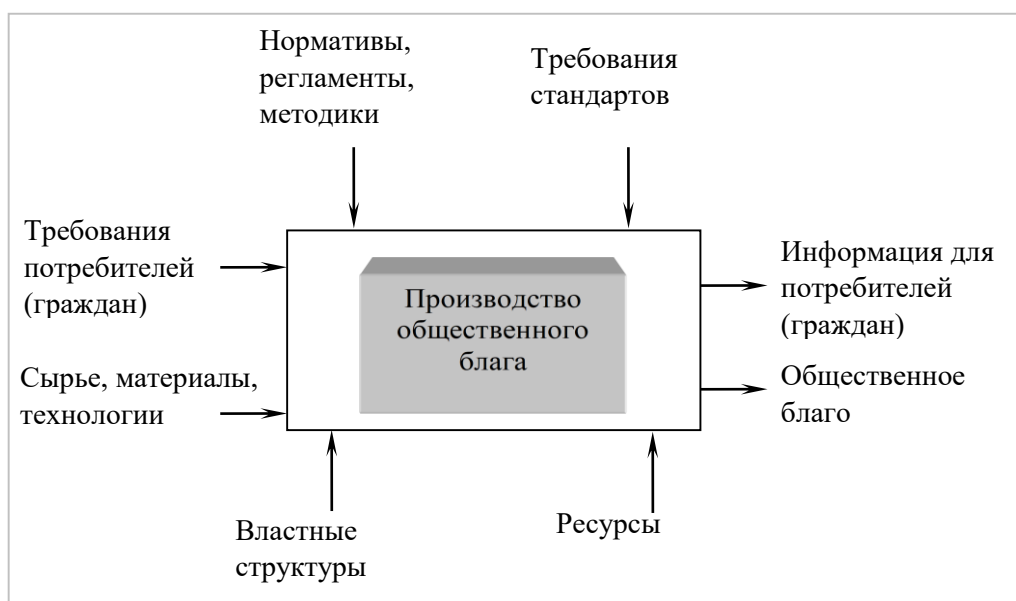 Нормативы,
регламенты,
методики
Требования
стандартов
Требования
потребителей
(граждан)
Производство
общественного
блага
Информация для
потребителей
(граждан)
Сырье, материалы,
технологии
Общественное
благо
Властные
структуры
Ресурсы